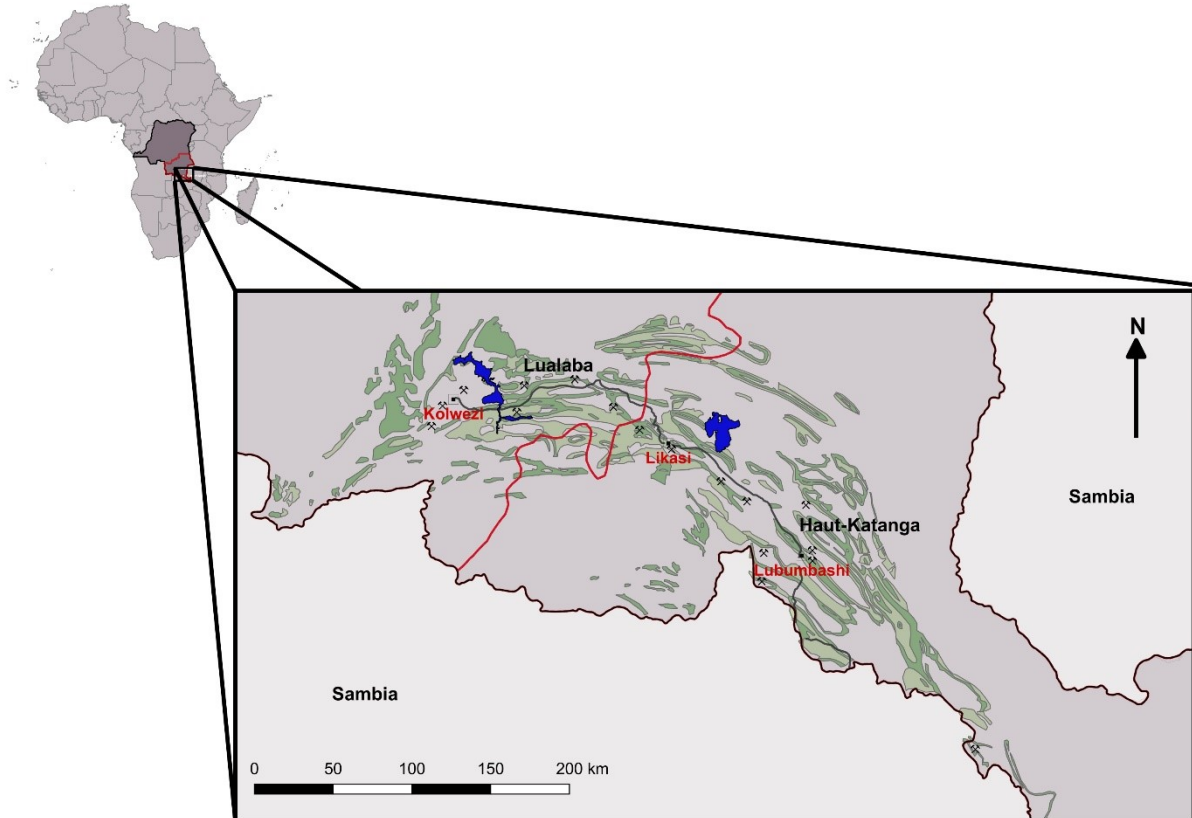 N
Lualaba
Kolwezi
Likasi
Sambia
Haut-Katanga
Lubumbashi
Sambia
0 50 100 150 200 km